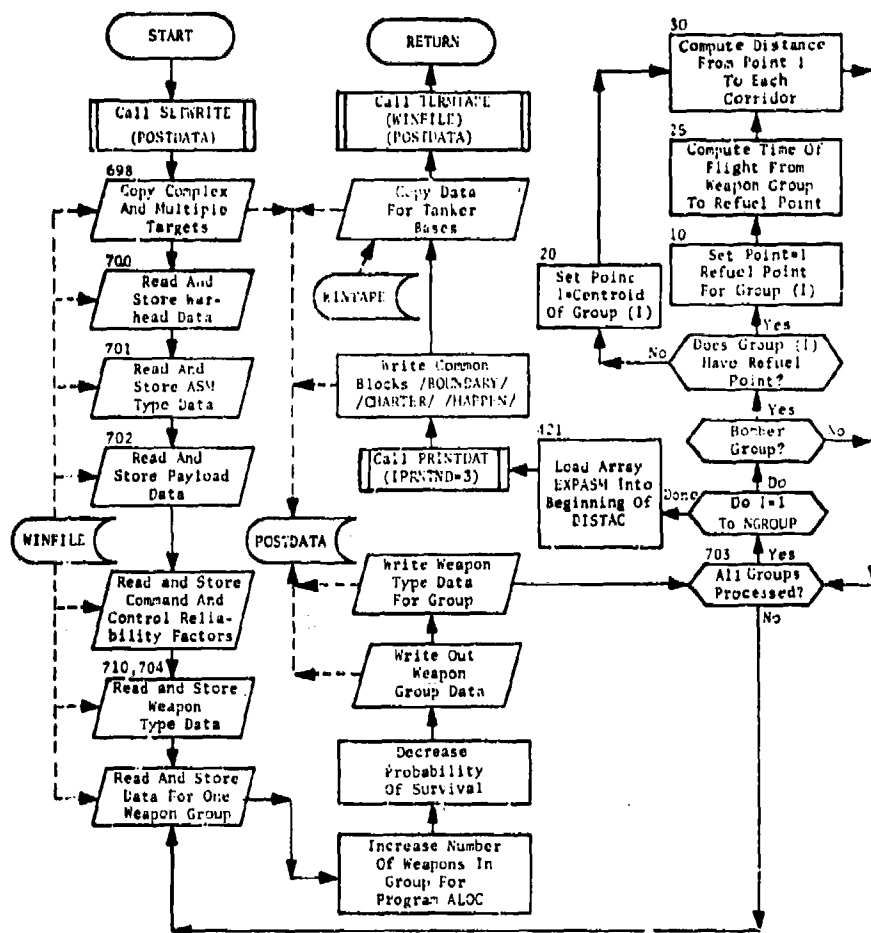 START
Call SETWRITE
(POSTDATA)
698
Copy Complex
And Multiple
Targets
700
Read And
Store War-
head Data
701
Read And
Store ASM
Type Data
702
Read And
Store Payload
Data
WINFILE
Read and Store
Command And
Control Relia-
bility Factors
710,704
Read and Store
Weapon
Type Data
Read And Store
Data For One
Weapon Group
RETURN
Call TERMTAPE
(WINFILE)
(POSTDATA)
Copy Data
For Tanker
Bases
WINTAPE
Write Common
Blocks /BOUNDARY/
/CHARTER/ /HAPPEN/
Call PRINTDAT
(IPRNTND=3)
POSTDATA
Write Weapon
Type Data
For Group
Write Out
Weapon
Group Data
Decrease
Probability
Of Survival
Increase Number
Of Weapons In
Group For
Program ALOC
421
Load Array
EXPASM Into
Beginning Of
DISTAC
Done
30
Compute Distance
From Point 1
To Each
Corridor
25
Compute Time Of
Flight From
Weapon Group
To Refuel Point
10
Set Point=1
Refuel Point
For Group (I)
20
Set Point
1=Centroid
Of Group (I)
Yes
No
Does Group (I)
Have Refuel
Point?
Yes
Bomber
Group?
No
Do
Do I=1
To NGROUP
703
Yes
All Groups
Processed?
No